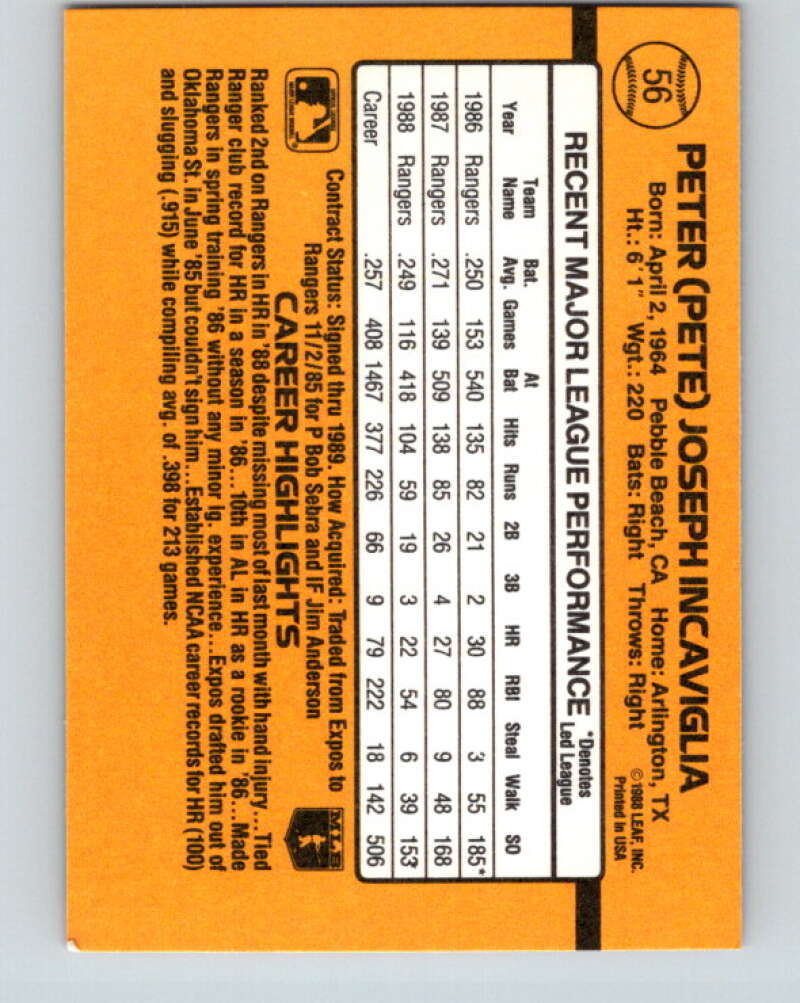 56
PETER (PETE) JOSEPH INCAVIGLIA
Born: April 2, 1964 Pebble Beach, CA Home: Arlington, TX
Ht.: 6'1" Wgt.: 220 Bats: Right Throws: Right
©1988 LEAF, INC.
Printed in USA
RECENT MAJOR LEAGUE PERFORMANCE
*Denotes
Led League
Year Team Name Bat. Avg. Games At Bat Hits Runs 2B 3B HR RBI Steal Walk SO
1986 Rangers .250 153 540 135 82 21 2 30 88 3 55 185*
1987 Rangers .271 139 509 138 85 26 4 27 80 9 48 168
1988 Rangers .249 116 418 104 59 19 3 22 54 6 39 153*
Career .257 408 1467 377 226 66 9 79 222 18 142 506
Contract Status: Signed thru 1989. How Acquired: Traded from Expos to
Rangers 11/2/85 for P Bob Sebra and IF Jim Anderson
MLB
CAREER HIGHLIGHTS
Ranked 2nd on Rangers in HR in '88 despite missing most of last month with hand injury...Tied
Ranger club record for HR in a season in '86...10th in AL in HR as a rookie in '86...Made
Rangers in spring training '86 without any minor lg. experience...Expos drafted him out of
Oklahoma St. in June '85 but couldn't sign him...Established NCAA career records for HR (100)
and slugging (.915) while compiling avg. of .398 for 213 games.